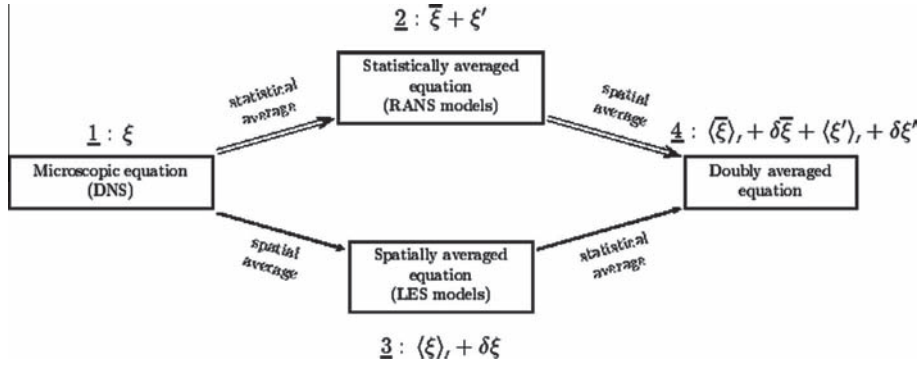 2 : ξ̅ + ξ′
Statistically averaged
equation
(RANS models)
statistical
average
spatial
average
1 : ξ
4 : ⟨ξ̅⟩, + δξ̅ + ⟨ξ′⟩, + δξ′
Microscopic equation
(DNS)
Doubly averaged
equation
spatial
average
Spatially averaged
equation
(LES models)
statistical
average
3 : ⟨ξ⟩, + δξ